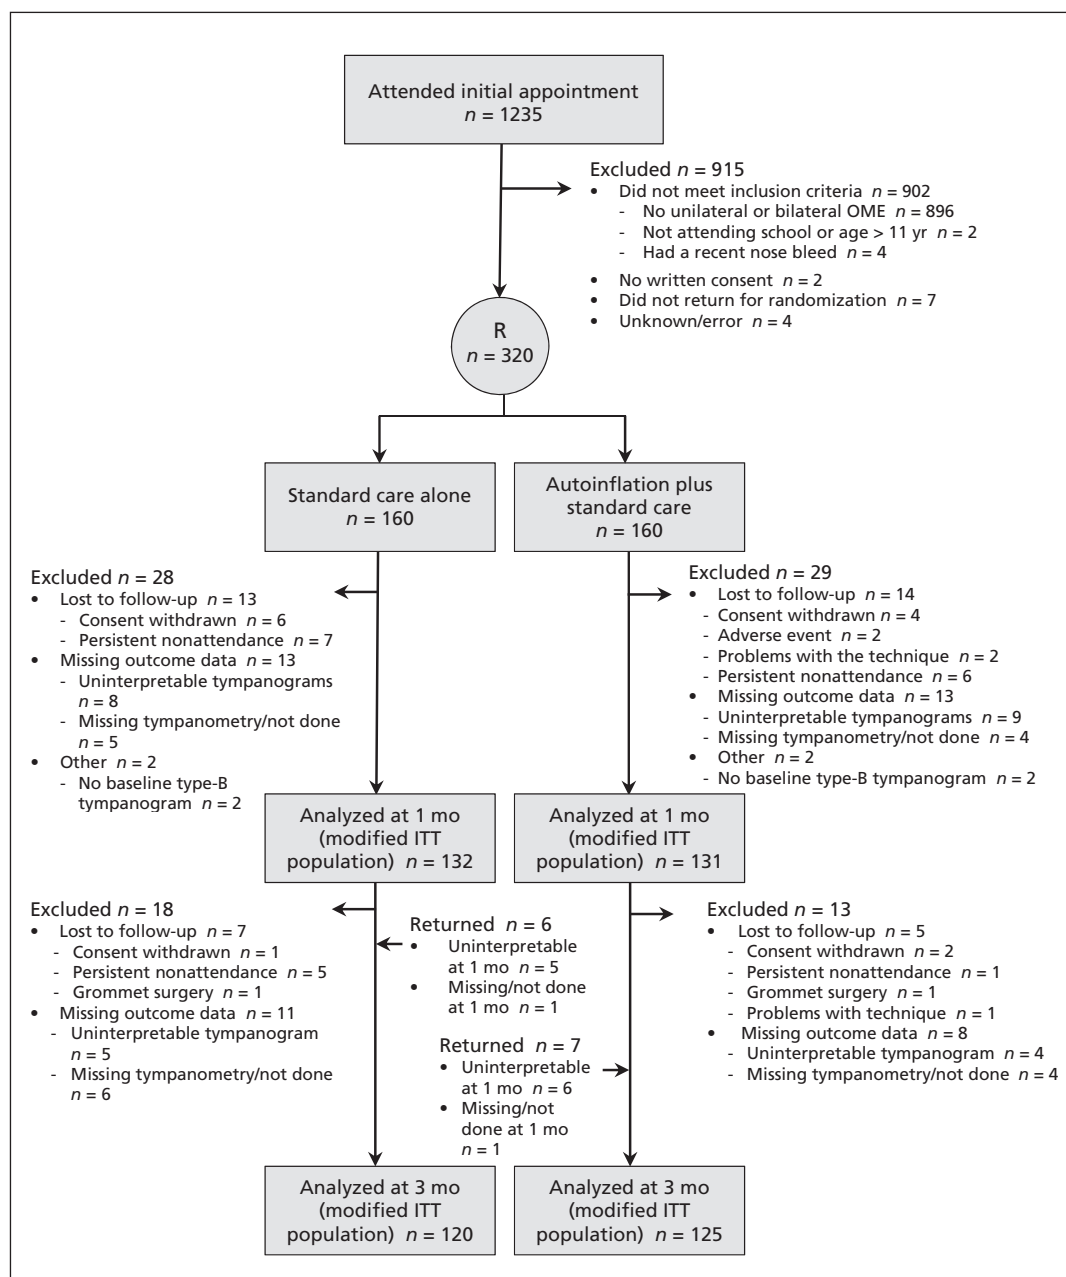 Attended initial appointment
n = 1235
Excluded n = 915
• Did not meet inclusion criteria n = 902
- No unilateral or bilateral OME n = 896
- Not attending school or age > 11 yr n = 2
- Had a recent nose bleed n = 4
• No written consent n = 2
• Did not return for randomization n = 7
• Unknown/error n = 4
R
n = 320
Standard care alone
n = 160
Autoinflation plus
standard care
n = 160
Excluded n = 28
• Lost to follow-up n = 13
- Consent withdrawn n = 6
- Persistent nonattendance n = 7
• Missing outcome data n = 13
- Uninterpretable tympanograms
n = 8
- Missing tympanometry/not done
n = 5
• Other n = 2
- No baseline type-B
tympanogram n = 2
Excluded n = 29
• Lost to follow-up n = 14
- Consent withdrawn n = 4
- Adverse event n = 2
- Problems with the technique n = 2
- Persistent nonattendance n = 6
• Missing outcome data n = 13
- Uninterpretable tympanograms n = 9
- Missing tympanometry/not done n = 4
• Other n = 2
- No baseline type-B tympanogram n = 2
Analyzed at 1 mo
(modified ITT
population) n = 132
Analyzed at 1 mo
(modified ITT
population) n = 131
Excluded n = 18
• Lost to follow-up n = 7
- Consent withdrawn n = 1
- Persistent nonattendance n = 5
- Grommet surgery n = 1
• Missing outcome data n = 11
- Uninterpretable tympanogram
n = 5
- Missing tympanometry/not done
n = 6
Returned n = 6
• Uninterpretable
at 1 mo n = 5
• Missing/not done
at 1 mo n = 1
Returned n = 7
• Uninterpretable
at 1 mo n = 6
• Missing/not
done at 1 mo
n = 1
Excluded n = 13
• Lost to follow-up n = 5
- Consent withdrawn n = 2
- Persistent nonattendance n = 1
- Grommet surgery n = 1
- Problems with technique n = 1
• Missing outcome data n = 8
- Uninterpretable tympanogram n = 4
- Missing tympanometry/not done n = 4
Analyzed at 3 mo
(modified ITT
population) n = 120
Analyzed at 3 mo
(modified ITT
population) n = 125